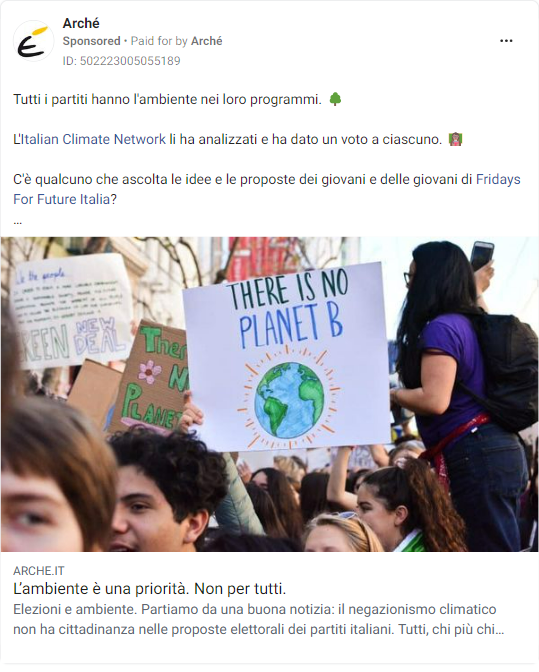 Arché
Sponsored • Paid for by Arché
ID: 502223005055189
Tutti i partiti hanno l'ambiente nei loro programmi. 🌳
L'Italian Climate Network li ha analizzati e ha dato un voto a ciascuno.
C'è qualcuno che ascolta le idee e le proposte dei giovani e delle giovani di Fridays
For Future Italia?
...
We the people
GREEN NEW
DEAL
There
N
PLANE
THERE IS NO
PLANET B
ARCHE.IT
L'ambiente è una priorità. Non per tutti.
Elezioni e ambiente. Partiamo da una buona notizia: il negazionismo climatico
non ha cittadinanza nelle proposte elettorali dei partiti italiani. Tutti, chi più chi...